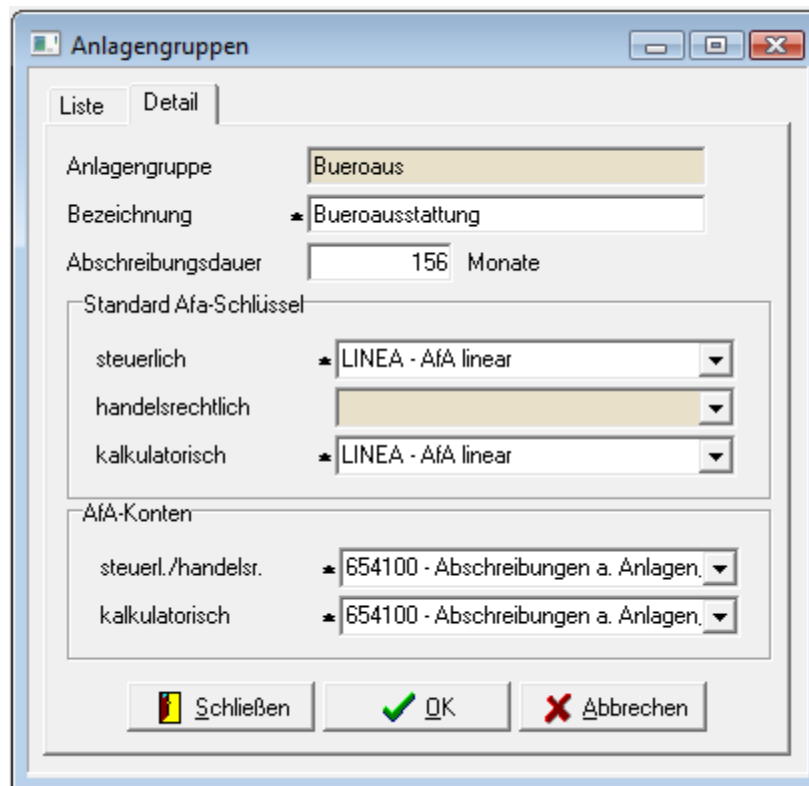 Anlagengruppen
Liste Detail
Anlagengruppe Bueroaus
Bezeichnung * Bueroausstattung
Abschreibungsdauer 156 Monate
Standard Afa-Schlüssel
steuerlich * LINEA - AfA linear
handelsrechtlich
kalkulatorisch * LINEA - AfA linear
AfA-Konten
steuerl./handelsr. * 654100 - Abschreibungen a. Anlagen,
kalkulatorisch * 654100 - Abschreibungen a. Anlagen,
Schließen OK Abbrechen